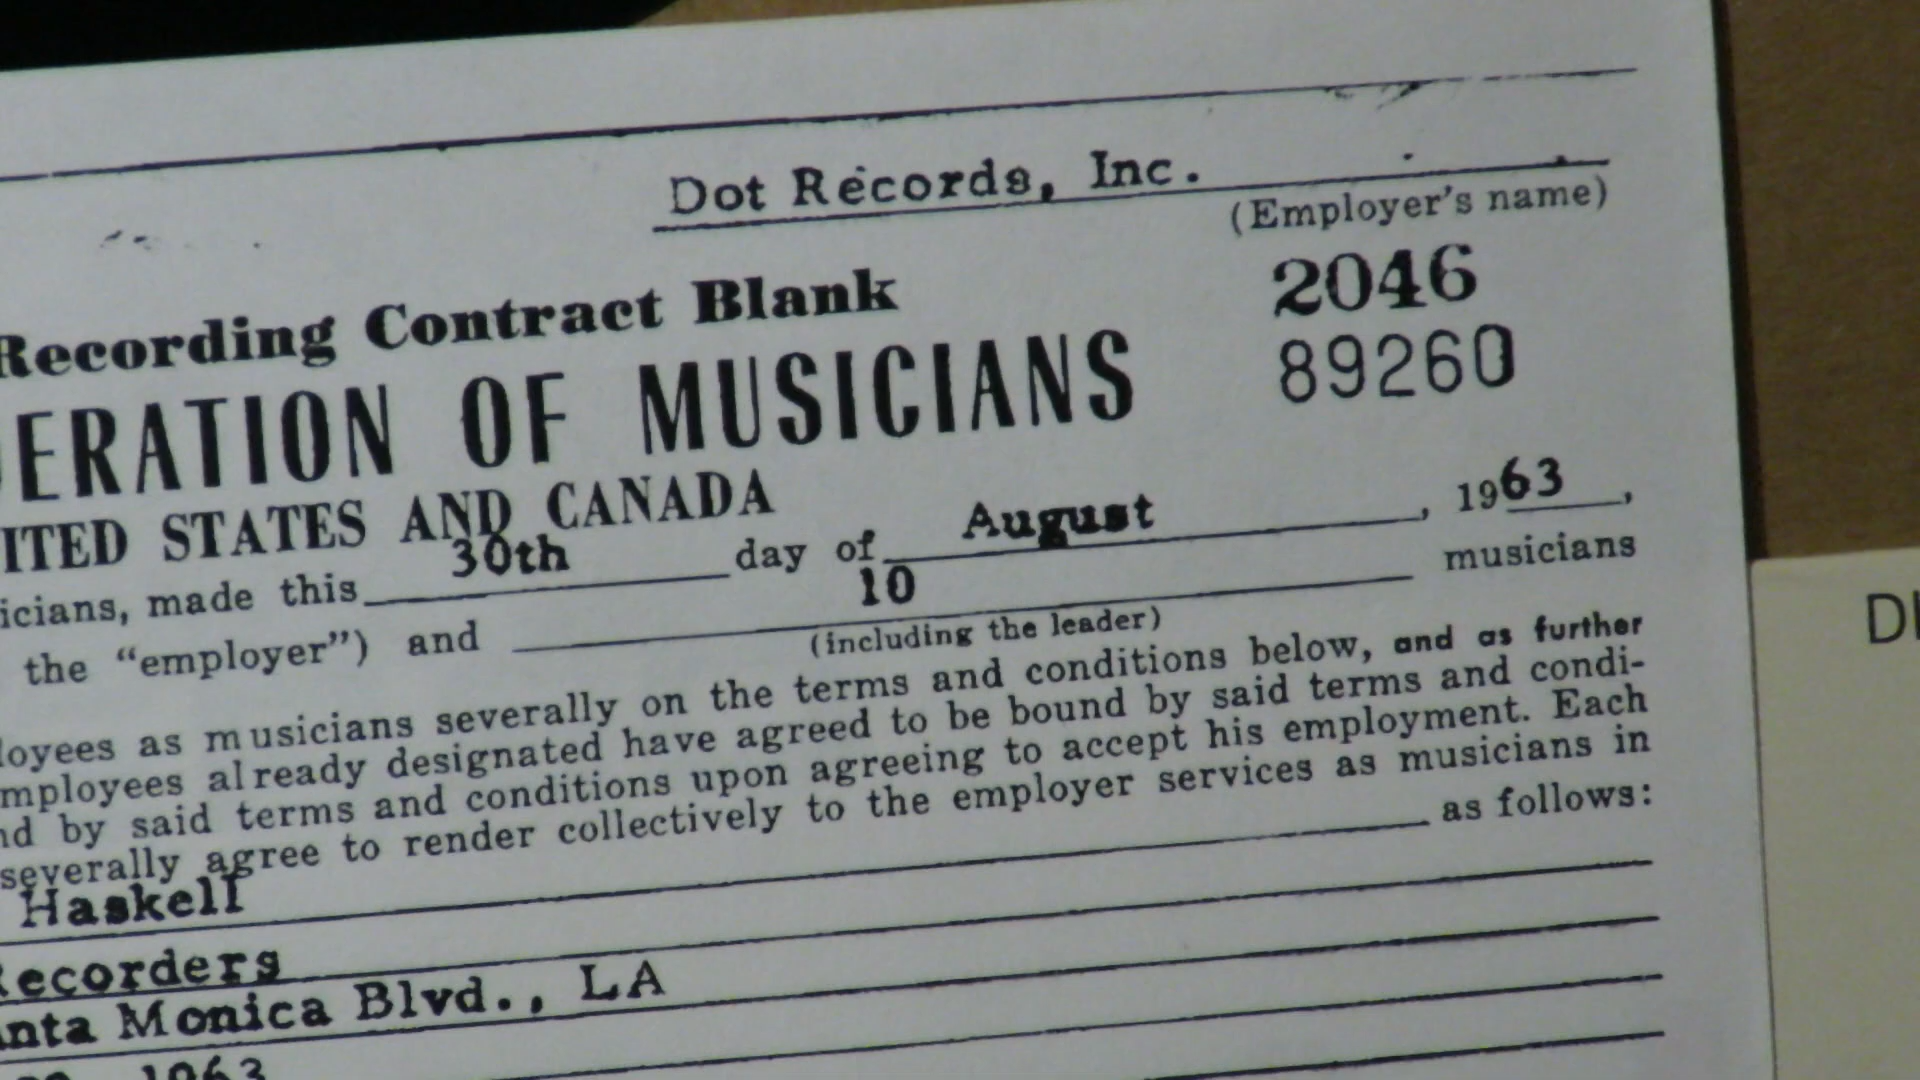 Dot Records, Inc.
(Employer's name)
Recording Contract Blank
2046
ERATION OF MUSICIANS
89260
ITED STATES AND CANADA
icians, made this 30th day of August, 1963,
the “employer”) and 10 musicians
(including the leader)
loyees as musicians severally on the terms and conditions below, and as further
mployees already designated have agreed to be bound by said terms and condi-
nd by said terms and conditions upon agreeing to accept his employment. Each
severally agree to render collectively to the employer services as musicians in
as follows:
Haskell
Recorders
nta Monica Blvd., LA
1963